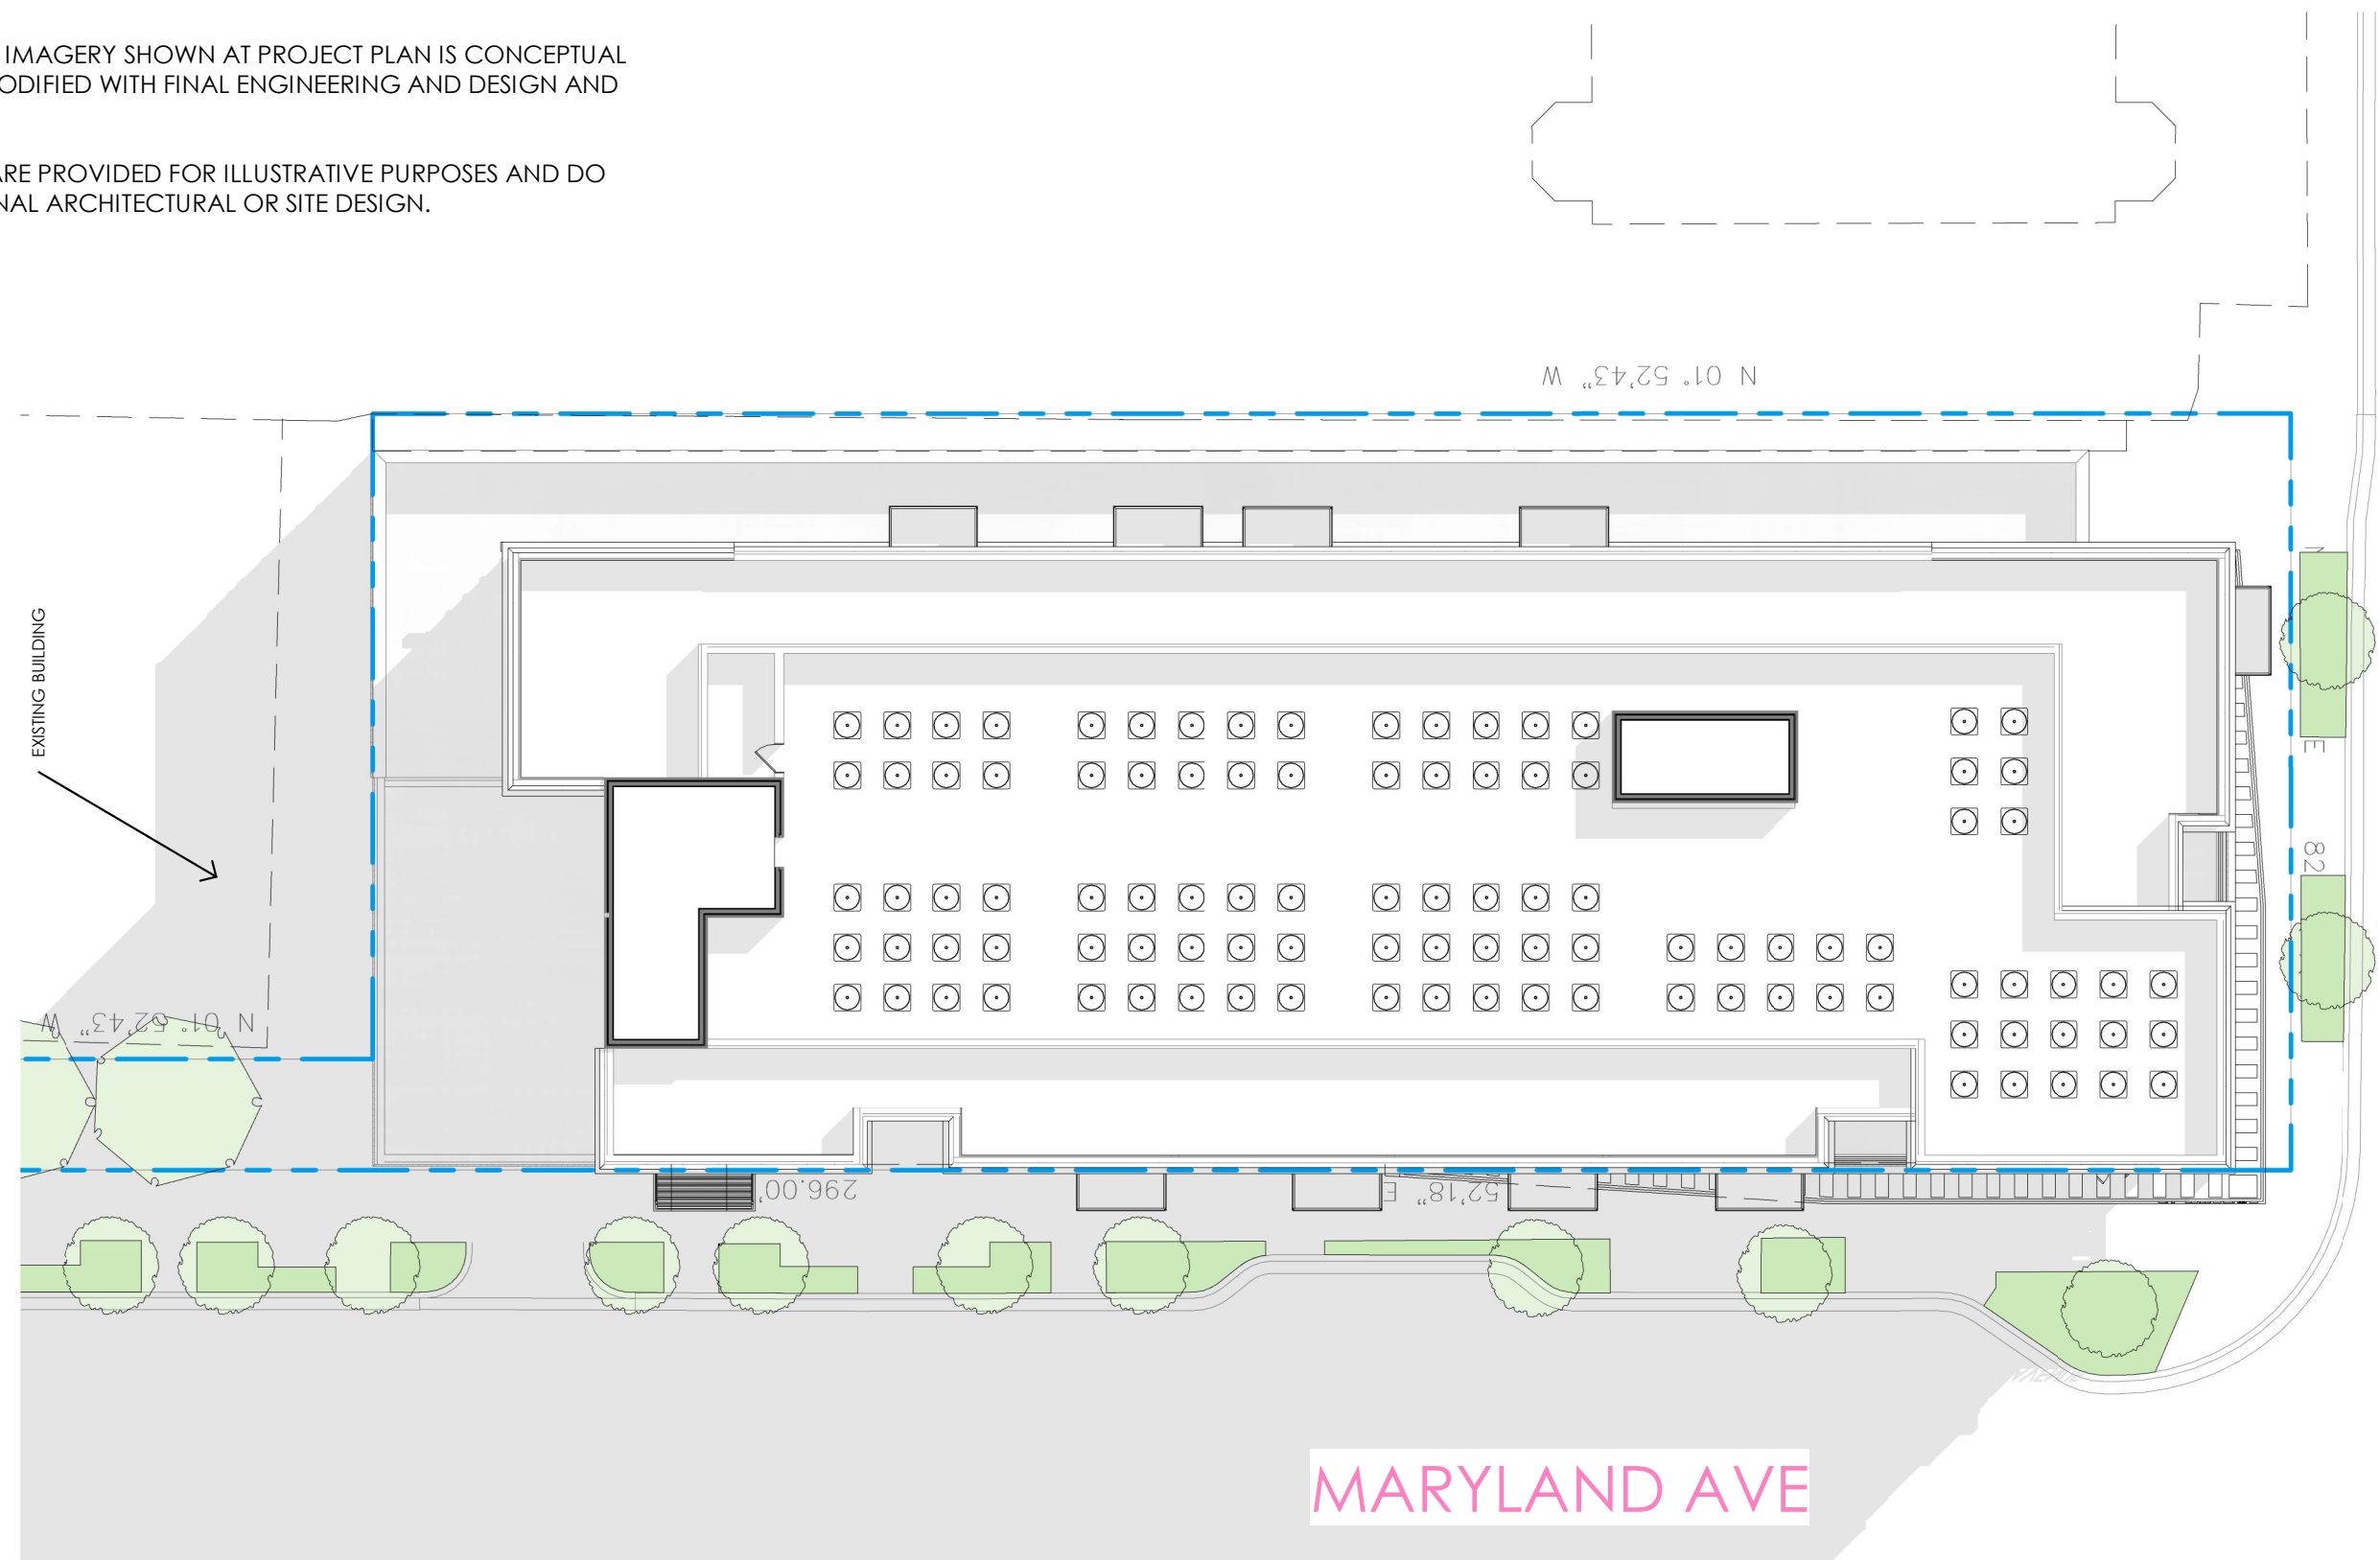 IMAGERY SHOWN AT PROJECT PLAN IS CONCEPTUAL
ODIFIED WITH FINAL ENGINEERING AND DESIGN AND
ARE PROVIDED FOR ILLUSTRATIVE PURPOSES AND DO
NAL ARCHITECTURAL OR SITE DESIGN.
N 01° 52'43" W
EXISTING BUILDING
E
82
N 01° 52'43" W
296.00'
52'18" E
MARYLAND AVE